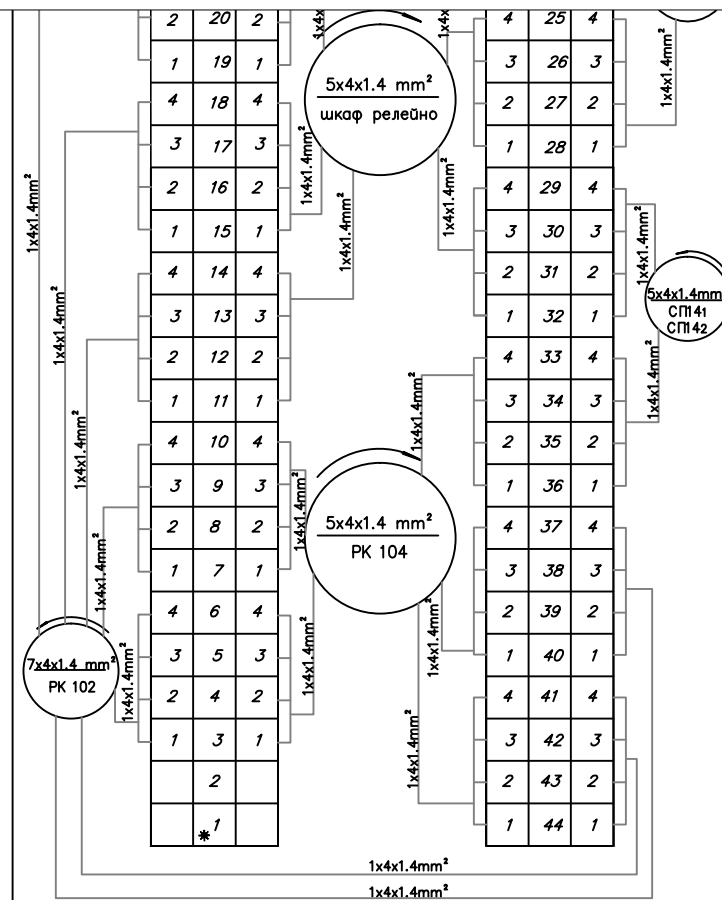 2 20 2
1 19 1
4 18 4
3 17 3
2 16 2
1 15 1
4 14 4
3 13 3
2 12 2
1 11 1
4 10 4
3 9 3
2 8 2
1 7 1
4 6 4
3 5 3
2 4 2
1 3 1
2
*1
1x4x1.4mm²
1x4x1.4mm²
1x4x1.4mm²
1x4x1.4mm²
1x4x1.4mm²
7x4x1.4 mm²
РК 102
1x4x
1x4x
5x4x1.4 mm²
шкаф релейно
1x4x1.4mm²
1x4x1.4mm²
1x4x1.4mm²
1x4x1.4mm²
1x4x1.4mm²
5x4x1.4 mm²
РК 104
1x4x1.4mm²
1x4x1.4mm²
1x4x1.4mm²
4 25 4
3 26 3
2 27 2
1 28 1
4 29 4
3 30 3
2 31 2
1 32 1
4 33 4
3 34 3
2 35 2
1 36 1
4 37 4
3 38 3
2 39 2
1 40 1
4 41 4
3 42 3
2 43 2
1 44 1
1x4x1.4mm²
1x4x1.4mm²
5x4x1.4mm
СП141
СП142
1x4x1.4mm²
1x4x1.4mm²
1x4x1.4mm²